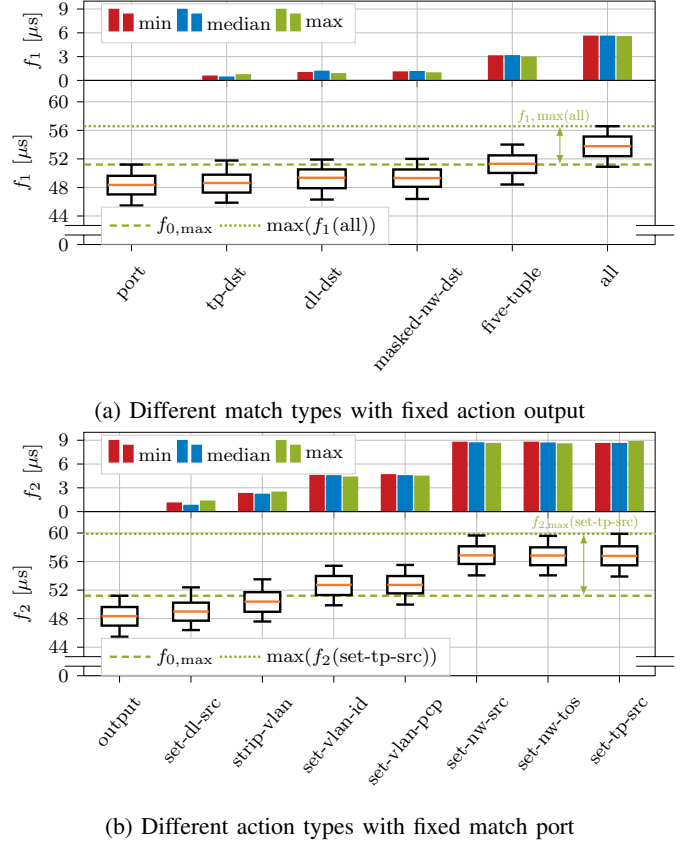 f1 [μs]
9
6
3
0
min median max
f1 [μs]
60
56
52
48
44
0
f1,max(all)
f0,max max(f1(all))
port
tp-dst
dl-dst
masked-nw-dst
five-tuple
all
(a) Different match types with fixed action output
f2 [μs]
9
6
3
0
min median max
f2 [μs]
60
56
52
48
44
0
f2,max(set-tp-src)
f0,max max(f2(set-tp-src))
output
set-dl-src
strip-vlan
set-vlan-id
set-vlan-pcp
set-nw-src
set-nw-tos
set-tp-src
(b) Different action types with fixed match port